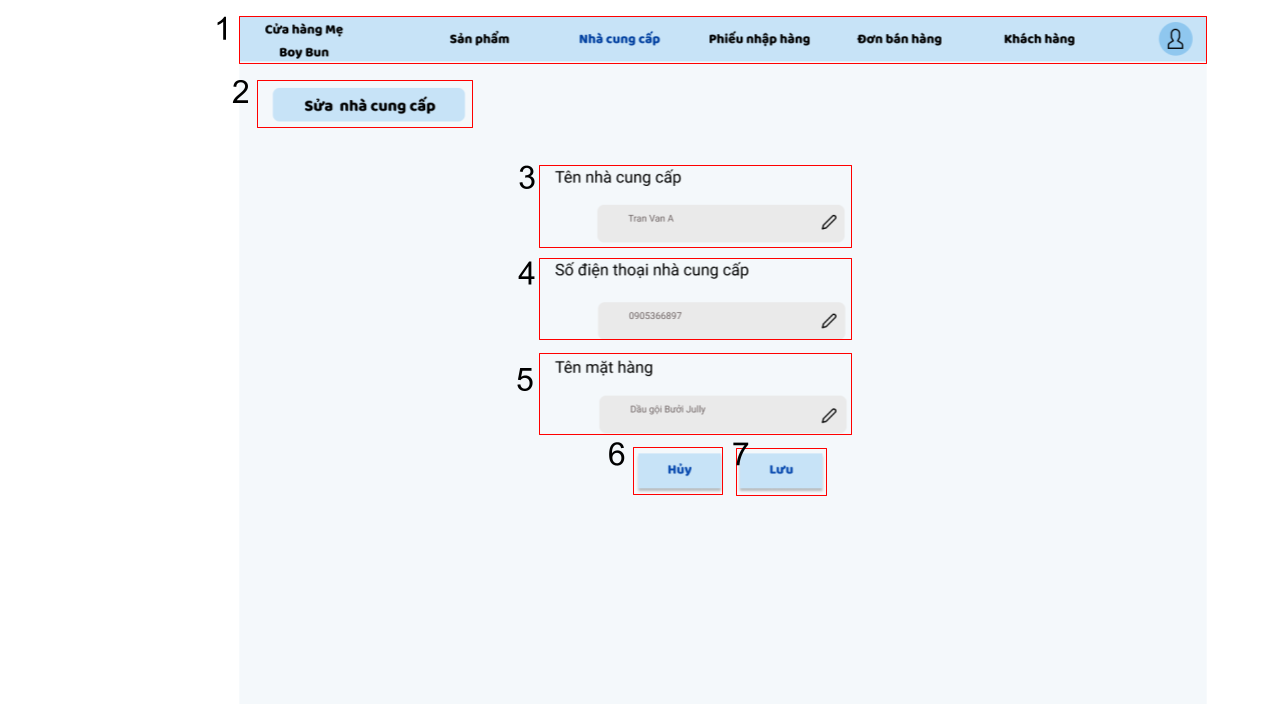 1
Cửa hàng Mẹ
Boy Bun
Sản phẩm
Nhà cung cấp
Phiếu nhập hàng
Đơn bán hàng
Khách hàng
2
Sửa nhà cung cấp
3
Tên nhà cung cấp
Tran Van A
4
Số điện thoại nhà cung cấp
0905366897
5
Tên mặt hàng
Dầu gội Bưởi Jully
6
Hủy
7
Lưu